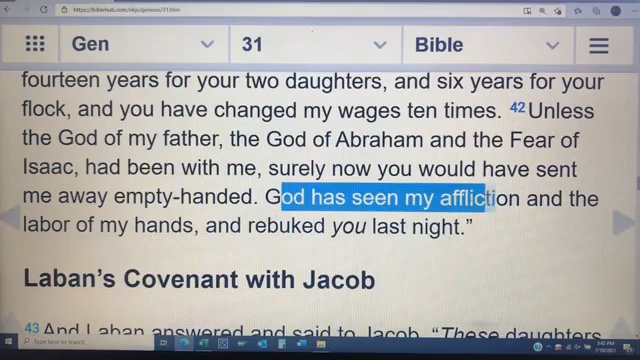 https://biblehub.com/nkjv/genesis/31.htm
Gen
31
Bible
fourteen years for your two daughters, and six years for your
flock, and you have changed my wages ten times. 42 Unless
the God of my father, the God of Abraham and the Fear of
Isaac, had been with me, surely now you would have sent
me away empty-handed. God has seen my affliction and the
labor of my hands, and rebuked you last night.”
Laban’s Covenant with Jacob
43 And Laban answered and said to Jacob, “These daughters
Type here to search